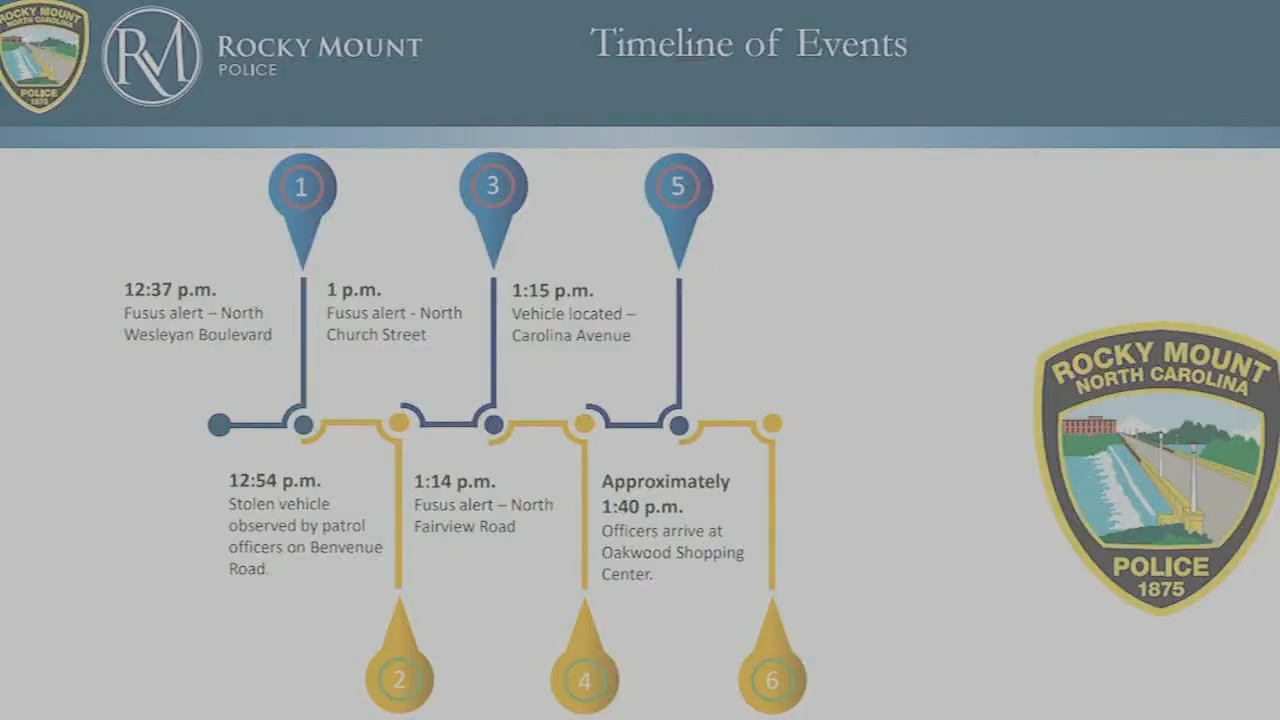 ROCKY MOUNT
NORTH CAROLINA
POLICE
1875
RM
ROCKY MOUNT
POLICE
Timeline of Events
1
3
5
12:37 p.m.
Fusus alert – North
Wesleyan Boulevard
1 p.m.
Fusus alert - North
Church Street
1:15 p.m.
Vehicle located –
Carolina Avenue
12:54 p.m.
Stolen vehicle
observed by patrol
officers on Benvenue
Road.
1:14 p.m.
Fusus alert – North
Fairview Road
Approximately
1:40 p.m.
Officers arrive at
Oakwood Shopping
Center.
2
4
6
ROCKY MOUNT
NORTH CAROLINA
POLICE
1875